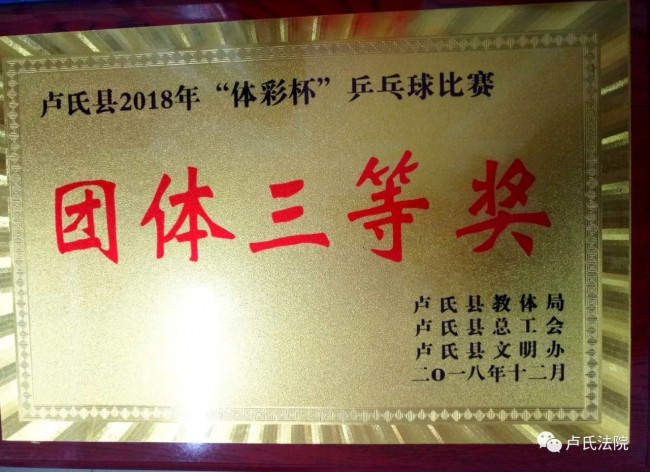 卢氏县2018年“体彩杯”乒乓球比赛
团体三等奖
卢氏县教体局
卢氏县总工会
卢氏县文明办
二O一八年十二月
卢氏法院